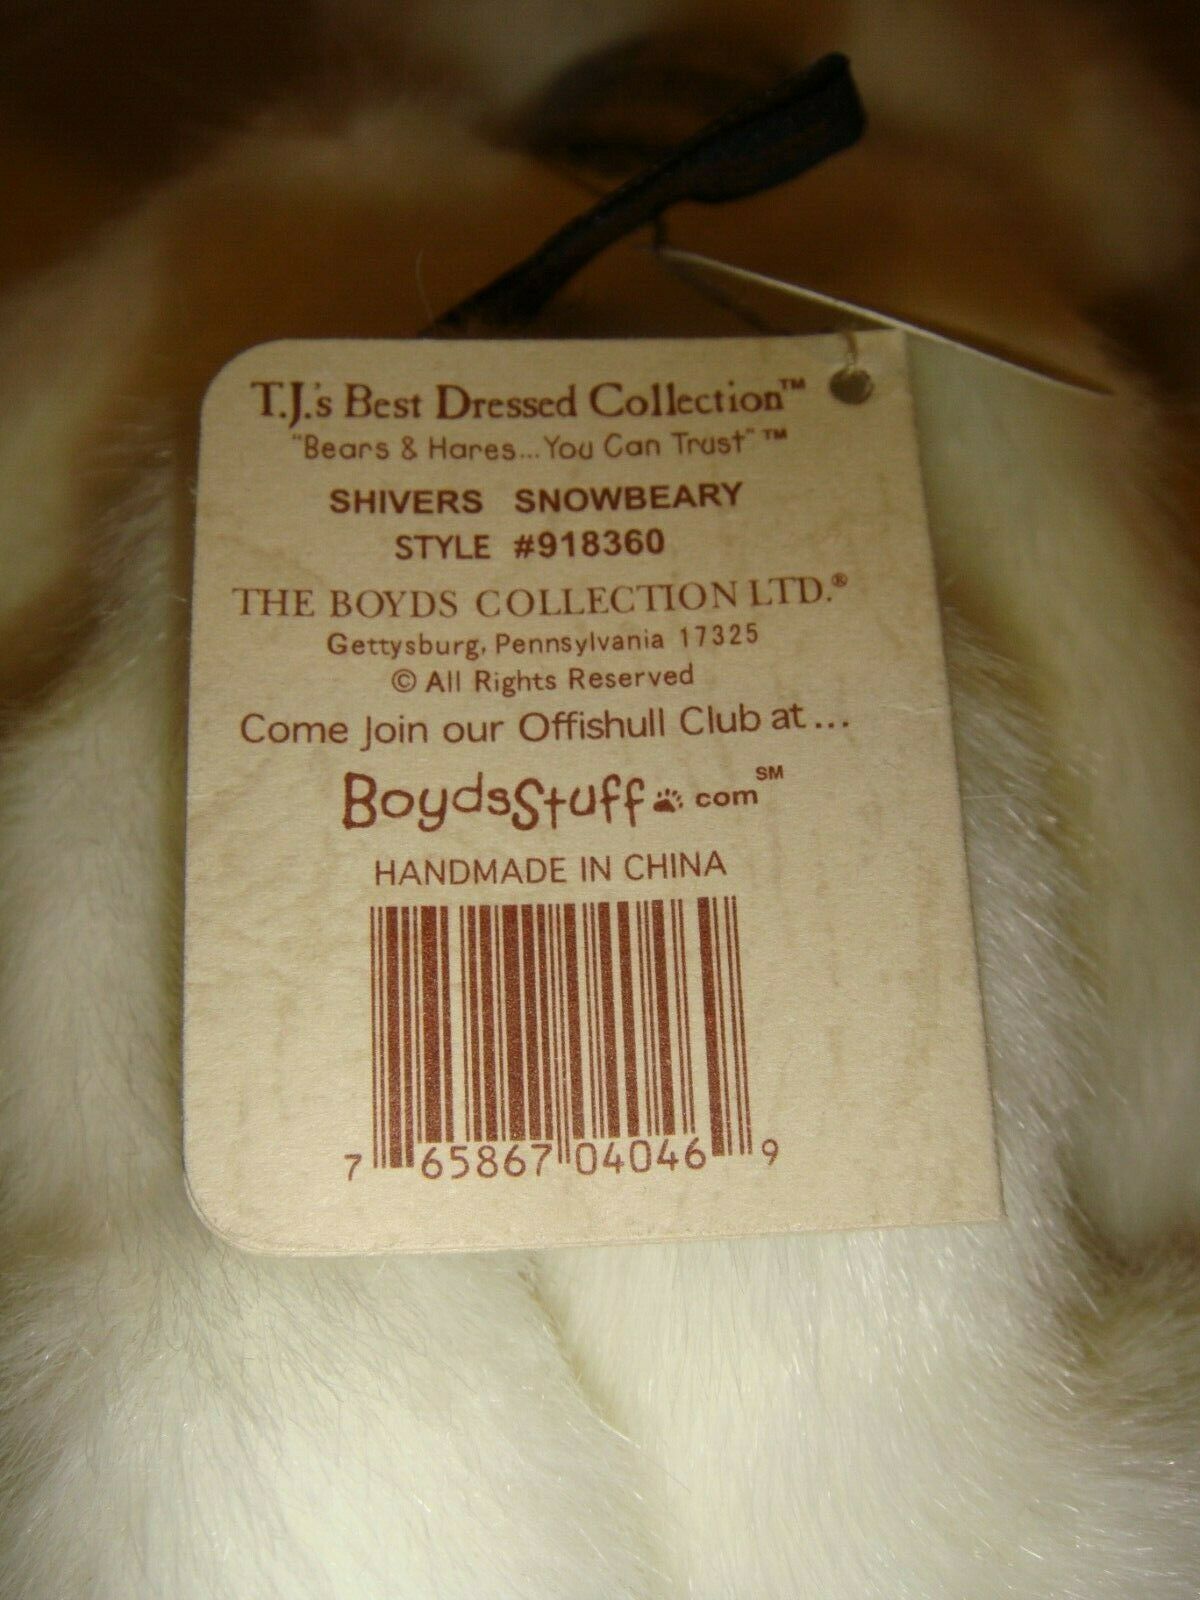 T.J.'s Best Dressed Collection™
"Bears & Hares...You Can Trust"™
SHIVERS SNOWBEARY
STYLE #918360
THE BOYDS COLLECTION LTD.®
Gettysburg, Pennsylvania 17325
© All Rights Reserved
Come Join our Offishull Club at...
BoydsStuff.com℠
HANDMADE IN CHINA
7 65867 04046 9